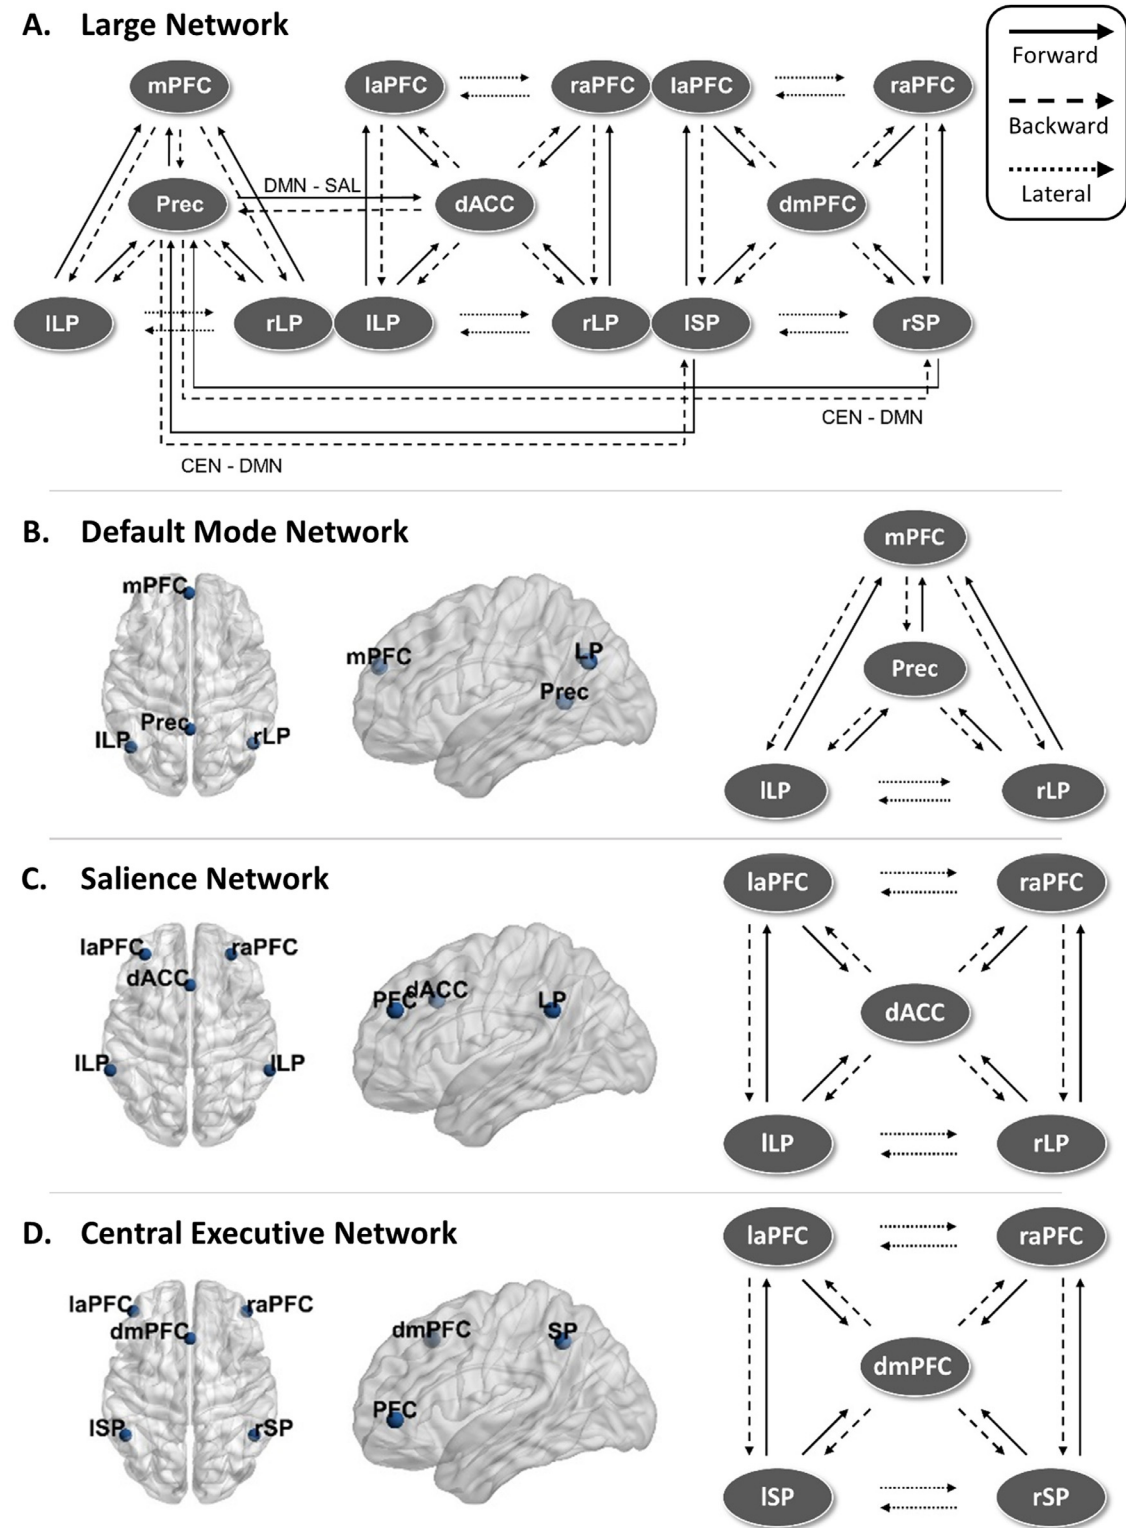 A. Large Network
Forward
Backward
Lateral
mPFC
laPFC
raPFC
laPFC
raPFC
Prec
DMN - SAL
dACC
dmPFC
lLP
rLP
lLP
rLP
lSP
rSP
CEN - DMN
CEN - DMN
B. Default Mode Network
mPFC
Prec
lLP
rLP
mPFC
LP
Prec
mPFC
Prec
lLP
rLP
C. Salience Network
laPFC
raPFC
dACC
lLP
lLP
PFC
dACC
LP
laPFC
raPFC
dACC
lLP
rLP
D. Central Executive Network
laPFC
raPFC
dmPFC
lSP
rSP
dmPFC
SP
PFC
laPFC
raPFC
dmPFC
lSP
rSP